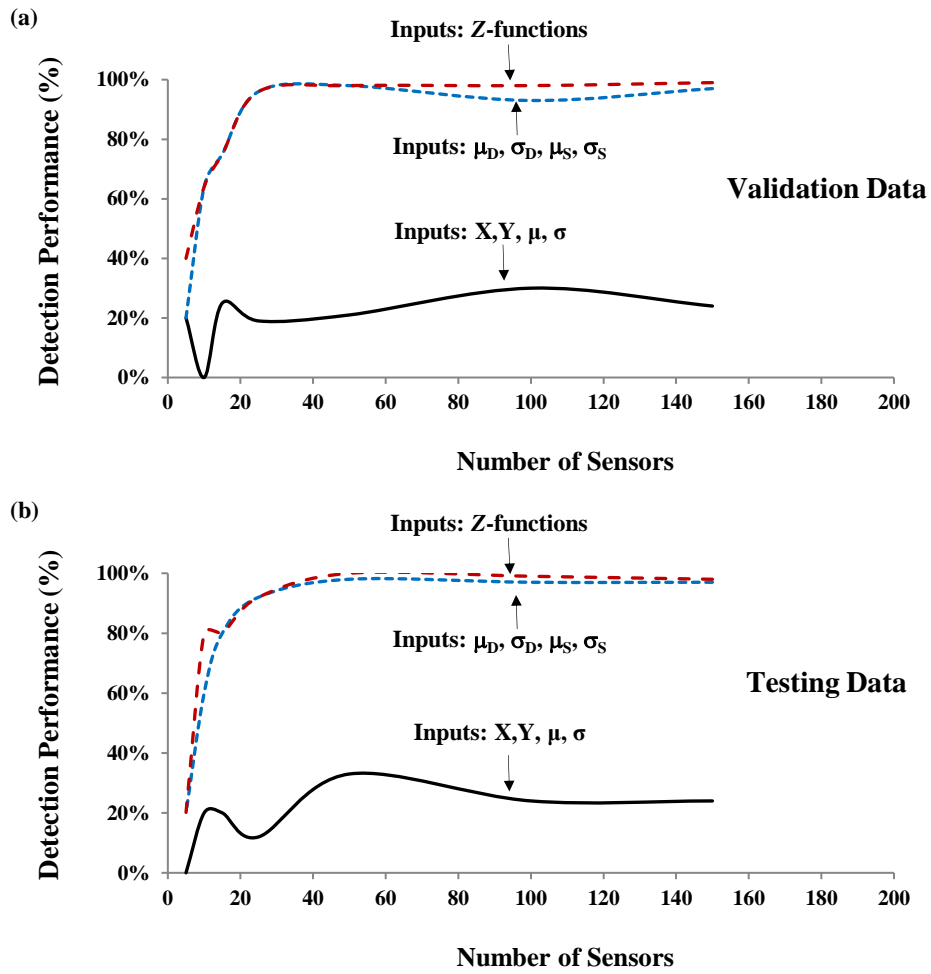 (a)
Inputs: Z-functions
Detection Performance (%)
100%
80%
60%
40%
20%
0%
Inputs: μD, σD, μS, σS
Validation Data
Inputs: X,Y, μ, σ
0 20 40 60 80 100 120 140 160 180 200
Number of Sensors
(b)
Inputs: Z-functions
Detection Performance (%)
100%
80%
60%
40%
20%
0%
Inputs: μD, σD, μS, σS
Testing Data
Inputs: X,Y, μ, σ
0 20 40 60 80 100 120 140 160 180 200
Number of Sensors